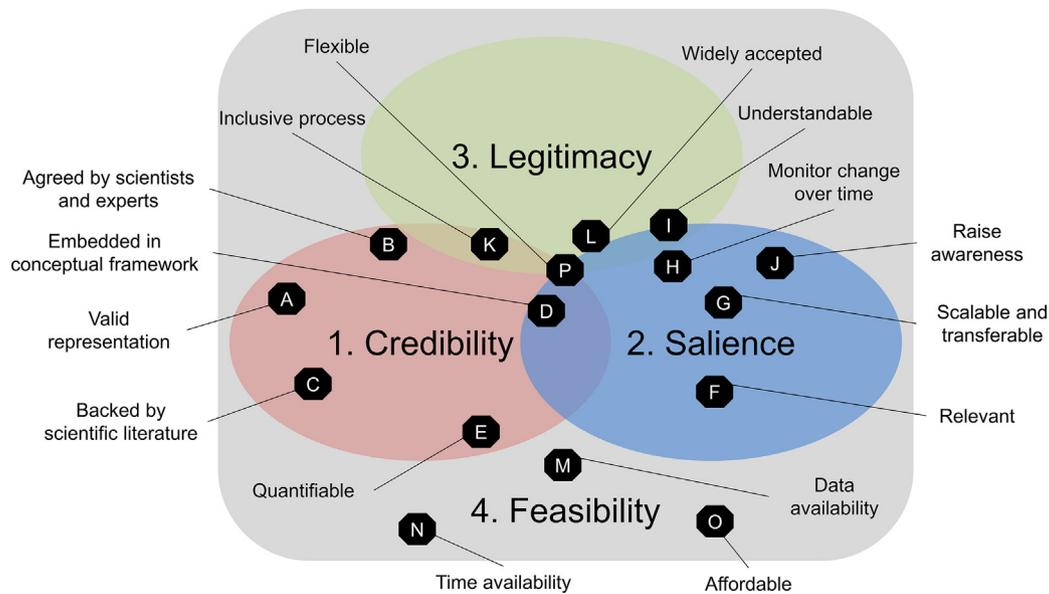 Flexible
Widely accepted
Inclusive process
Understandable
3. Legitimacy
Monitor change
over time
Agreed by scientists
and experts
Raise
awareness
Embedded in
conceptual framework
B
K
L
I
P
H
J
A
D
G
Valid
representation
Scalable and
transferable
1. Credibility
2. Salience
C
F
Backed by
scientific literature
Relevant
E
M
Quantifiable
Data
availability
4. Feasibility
N
O
Time availability
Affordable